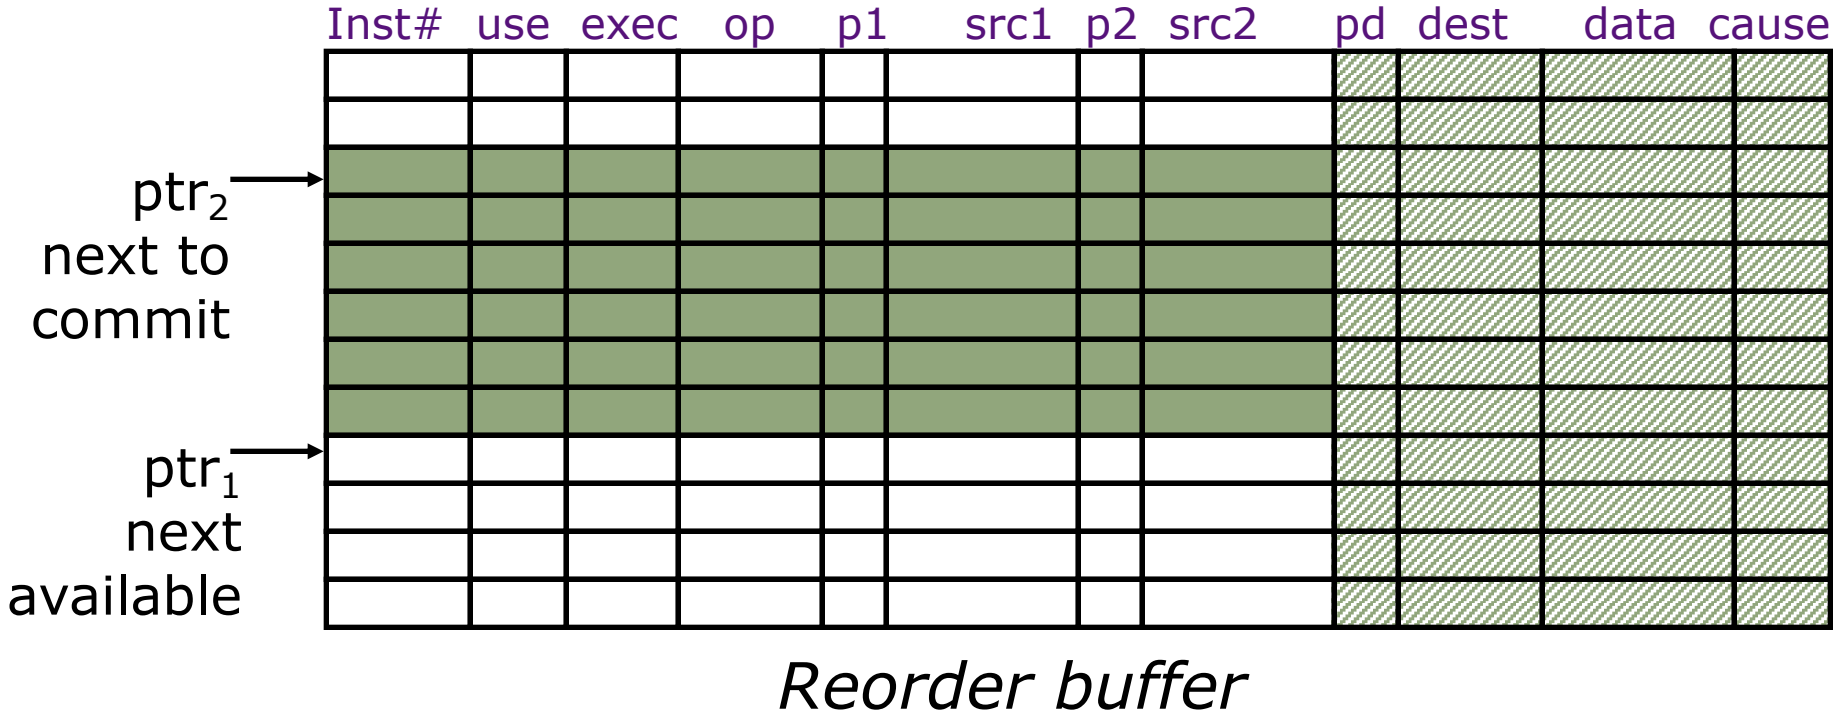 Inst# use exec op p1 src1 p2 src2 pd dest data cause
ptr₂
next to
commit
ptr₁
next
available
Reorder buffer